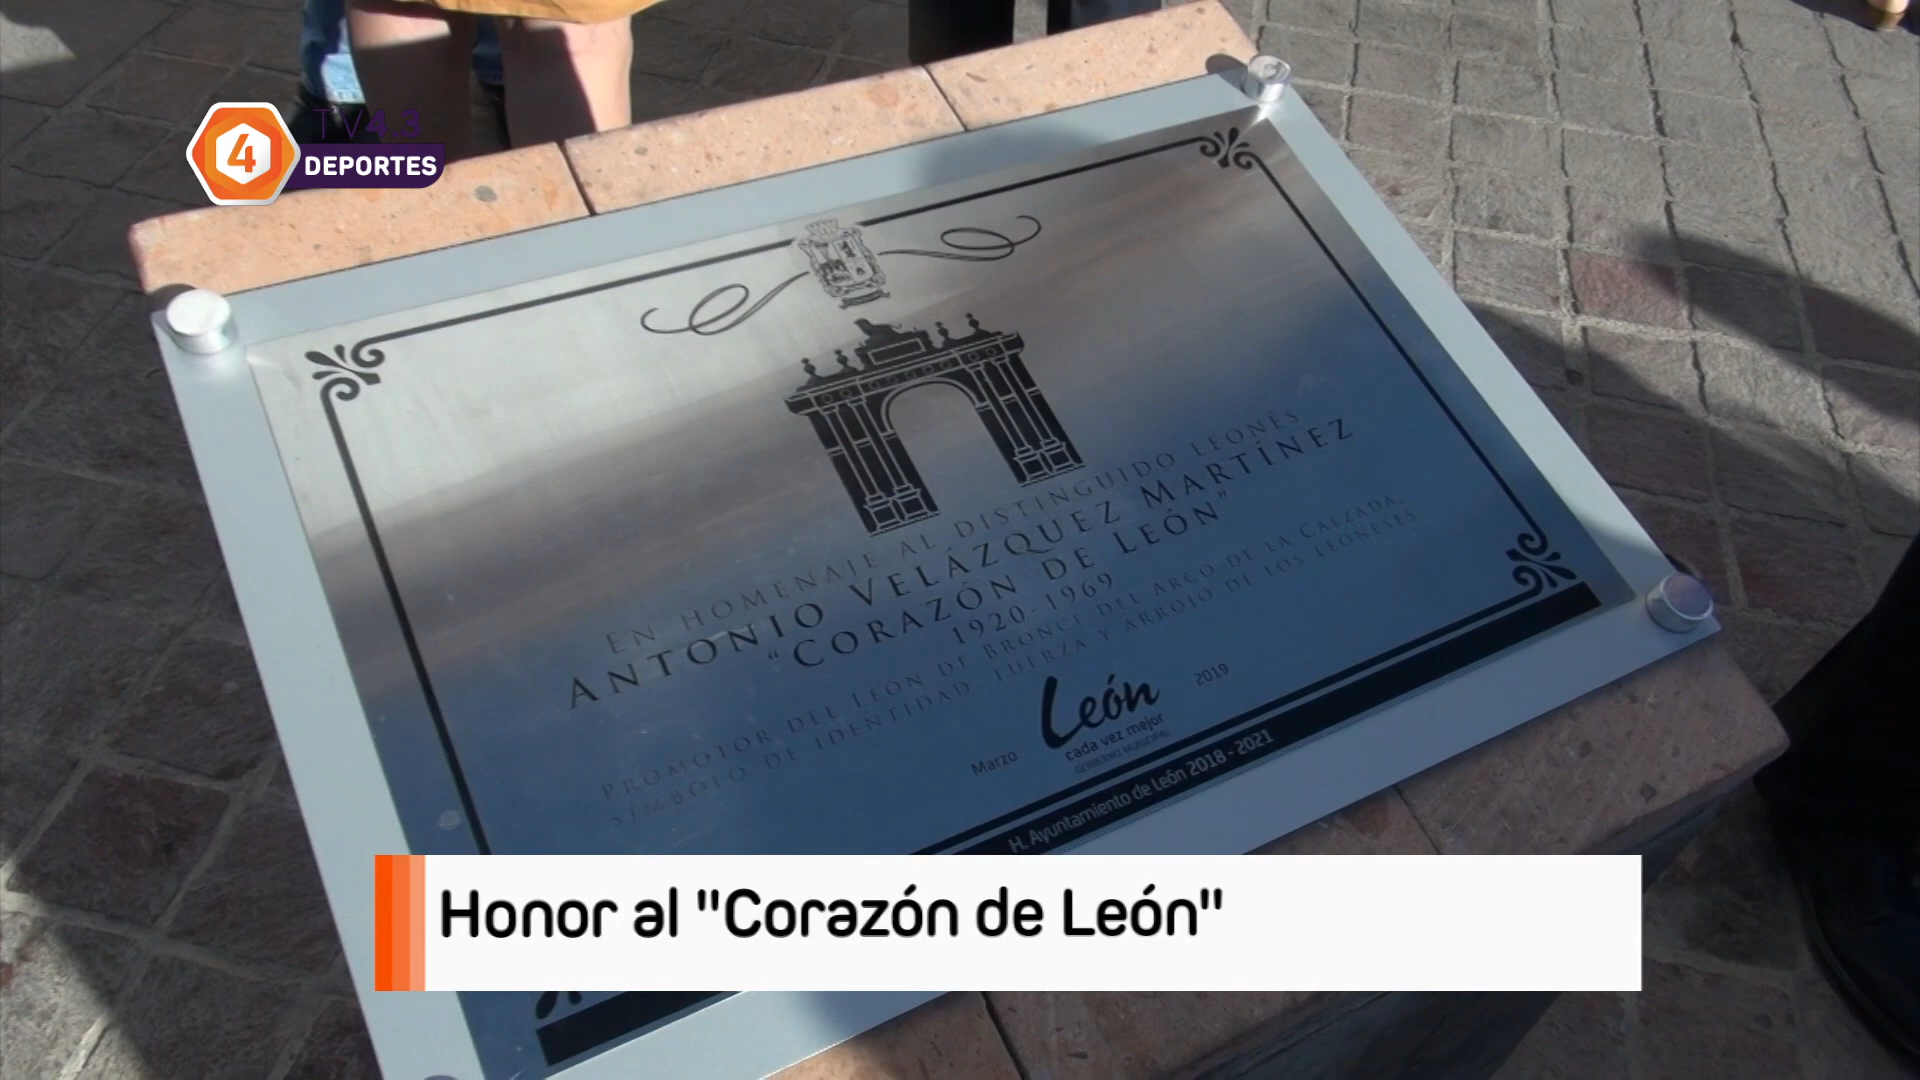 TV4.3
4
DEPORTES
EN HOMENAJE AL DISTINGUIDO LEONÉS
ANTONIO VELÁZQUEZ MARTÍNEZ
"CORAZÓN DE LEÓN"
1920-1969
PROMOTOR DEL LEÓN DE BRONCE DEL ARCO DE LA CALZADA,
SÍMBOLO DE IDENTIDAD, FUERZA Y ARROJO DE LOS LEONESES
Marzo
León
cada vez mejor
GOBIERNO MUNICIPAL
2019
H. Ayuntamiento de León 2018 - 2021
Honor al "Corazón de León"